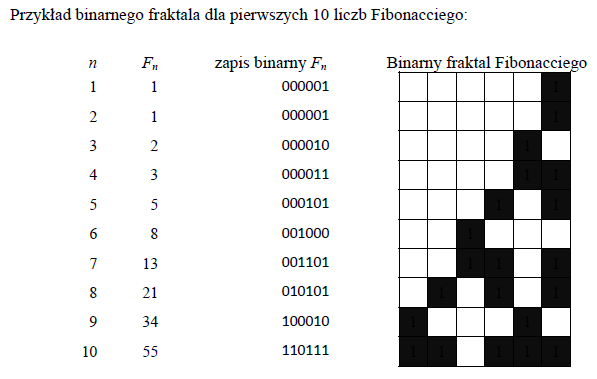 Przykład binarnego fraktala dla pierwszych 10 liczb Fibonacciego:
n Fn zapis binarny Fn Binarny fraktal Fibonacciego
1 1 000001 1
2 1 000001 1
3 2 000010 1
4 3 000011 1 1
5 5 000101 1 1
6 8 001000 1
7 13 001101 1 1 1
8 21 010101 1 1 1
9 34 100010 1 1
10 55 110111 1 1 1 1 1